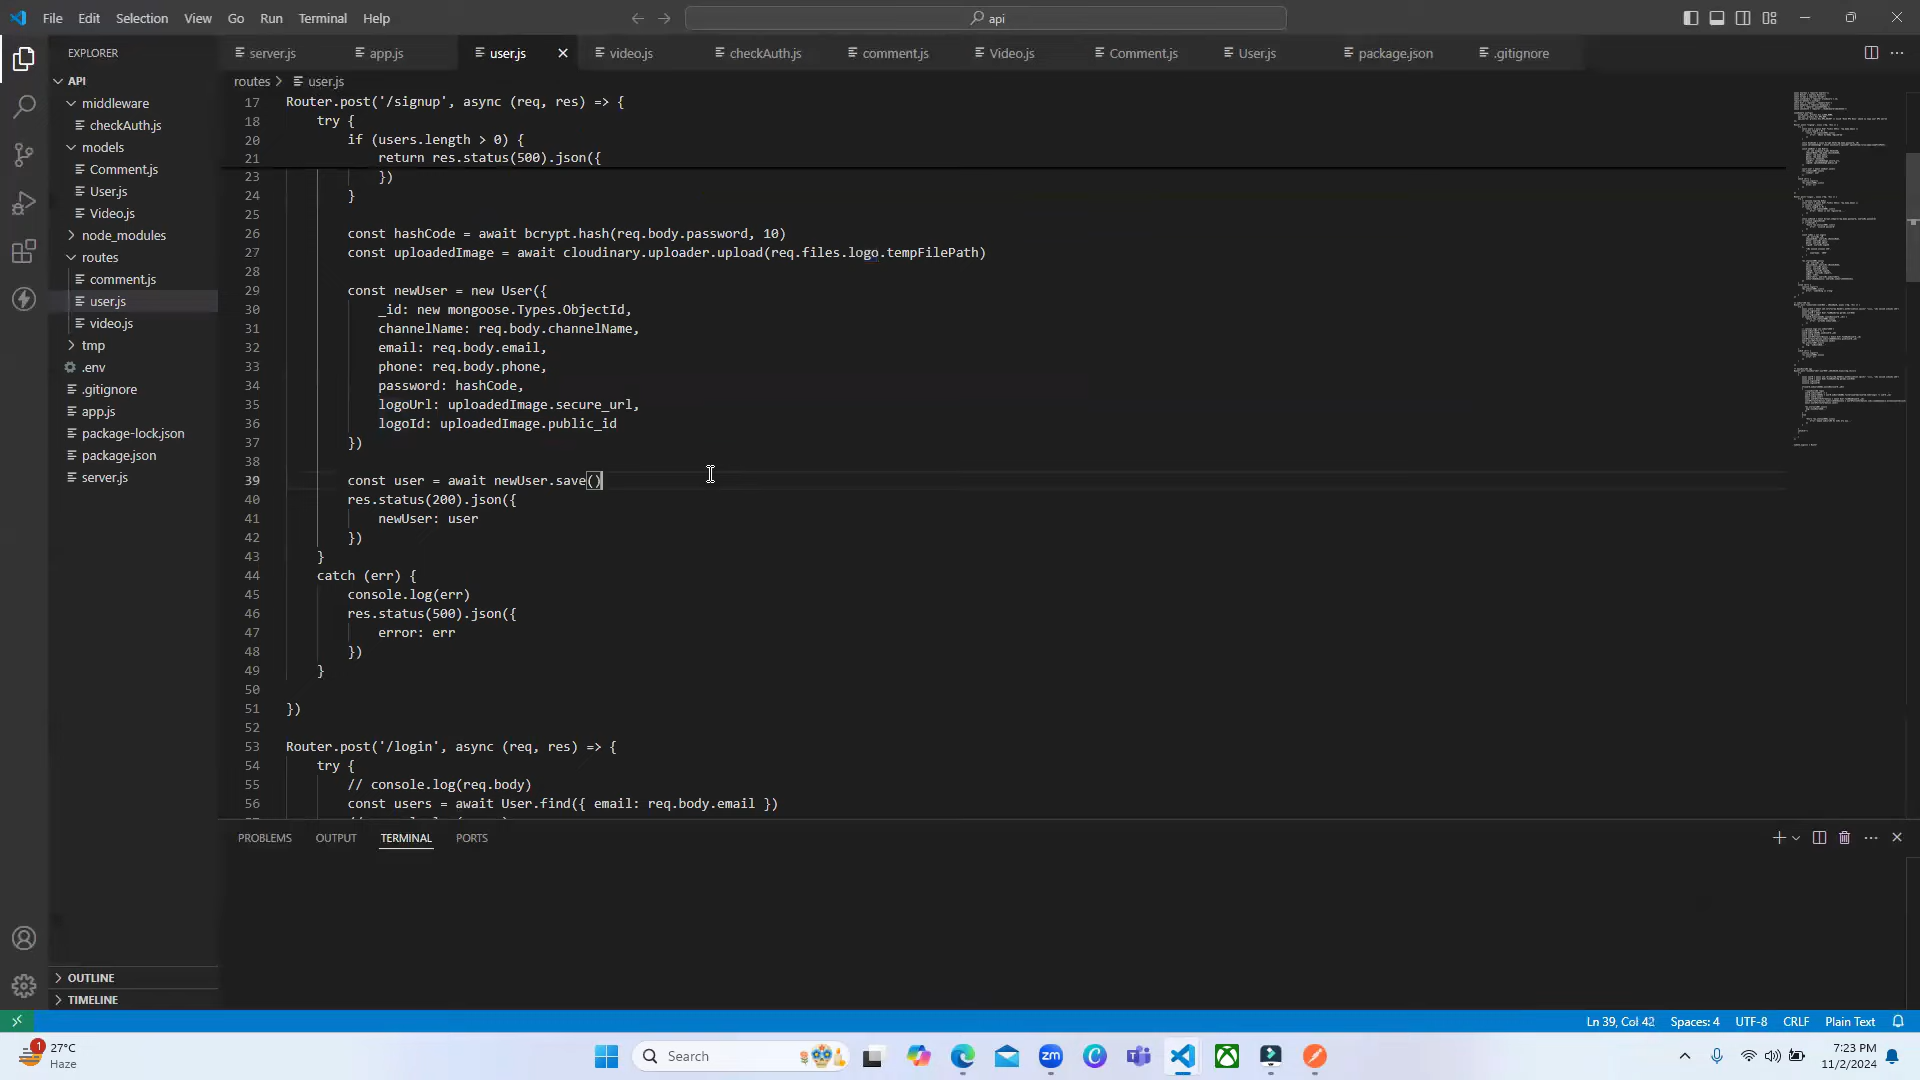 File Edit Selection View Go Run Terminal Help
api
EXPLORER
server.js app.js user.js video.js checkAuth.js comment.js Video.js Comment.js User.js package.json .gitignore
routes > user.js
API
middleware
checkAuth.js
models
Comment.js
User.js
Video.js
node_modules
routes
comment.js
user.js
video.js
tmp
.env
.gitignore
app.js
package-lock.json
package.json
server.js
OUTLINE
TIMELINE
17 Router.post('/signup', async (req, res) => {
18 try {
20 if (users.length > 0) {
21 return res.status(500).json({
23 })
24 }
25
26 const hashCode = await bcrypt.hash(req.body.password, 10)
27 const uploadedImage = await cloudinary.uploader.upload(req.files.logo.tempFilePath)
28
29 const newUser = new User({
30 _id: new mongoose.Types.ObjectId,
31 channelName: req.body.channelName,
32 email: req.body.email,
33 phone: req.body.phone,
34 password: hashCode,
35 logoUrl: uploadedImage.secure_url,
36 logoId: uploadedImage.public_id
37 })
38
39 const user = await newUser.save()
40 res.status(200).json({
41 newUser: user
42 })
43 }
44 catch (err) {
45 console.log(err)
46 res.status(500).json({
47 error: err
48 })
49 }
50
51 })
52
53 Router.post('/login', async (req, res) => {
54 try {
55 // console.log(req.body)
56 const users = await User.find({ email: req.body.email })
PROBLEMS OUTPUT TERMINAL PORTS
Ln 39, Col 42 Spaces: 4 UTF-8 CRLF Plain Text
1
27°C
Haze
Search
zm
7:23 PM
11/2/2024